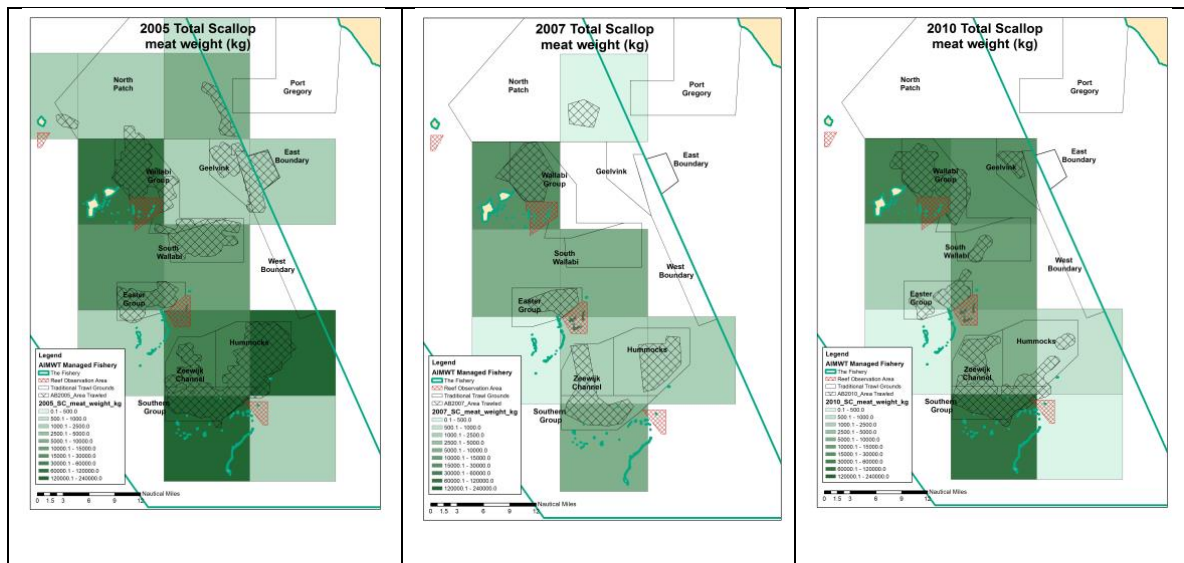 2005 Total Scallop
meat weight (kg)
North
Patch
Port
Gregory
Wallabi
Group
Geelvink
East
Boundary
South
Wallabi
West
Boundary
Easter
Group
Hummocks
Zeewijk
Channel
Southern
Group
Legend
AIMWT Managed Fishery
The Fishery
Reef Observation Area
Traditional Trawl Grounds
AB2005_Area Trawled
2005_SC_meat_weight_kg
0.1 - 500.0
500.1 - 1000.0
1000.1 - 2500.0
2500.1 - 5000.0
5000.1 - 10000.0
10000.1 - 15000.0
15000.1 - 30000.0
30000.1 - 60000.0
60000.1 - 120000.0
120000.1 - 240000.0
Nautical Miles
0 1.5 3 6 9 12
2007 Total Scallop
meat weight (kg)
North
Patch
Port
Gregory
Wallabi
Group
Geelvink
East
Boundary
South
Wallabi
West
Boundary
Easter
Group
Hummocks
Zeewijk
Channel
Southern
Group
Legend
AIMWT Managed Fishery
The Fishery
Reef Observation Area
Traditional Trawl Grounds
AB2007_Area Trawled
2007_SC_meat_weight_kg
0.1 - 500.0
500.1 - 1000.0
1000.1 - 2500.0
2500.1 - 5000.0
5000.1 - 10000.0
10000.1 - 15000.0
15000.1 - 30000.0
30000.1 - 60000.0
60000.1 - 120000.0
120000.1 - 240000.0
Nautical Miles
0 1.5 3 6 9 12
2010 Total Scallop
meat weight (kg)
North
Patch
Port
Gregory
Wallabi
Group
Geelvink
East
Boundary
South
Wallabi
West
Boundary
Easter
Group
Hummocks
Zeewijk
Channel
Southern
Group
Legend
AIMWT Managed Fishery
The Fishery
Reef Observation Area
Traditional Trawl Grounds
AB2010_Area Trawled
2010_SC_meat_weight_kg
0.1 - 500.0
500.1 - 1000.0
1000.1 - 2500.0
2500.1 - 5000.0
5000.1 - 10000.0
10000.1 - 15000.0
15000.1 - 30000.0
30000.1 - 60000.0
60000.1 - 120000.0
120000.1 - 240000.0
Nautical Miles
0 1.5 3 6 9 12